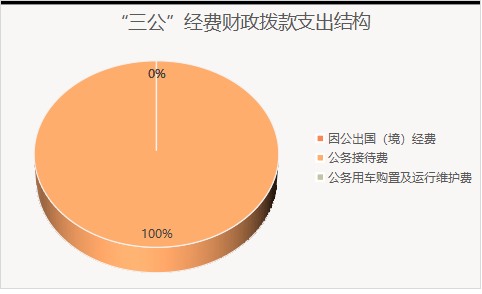 “三公”经费财政拨款支出结构
0%
因公出国（境）经费
公务接待费
公务用车购置及运行维护费
100%